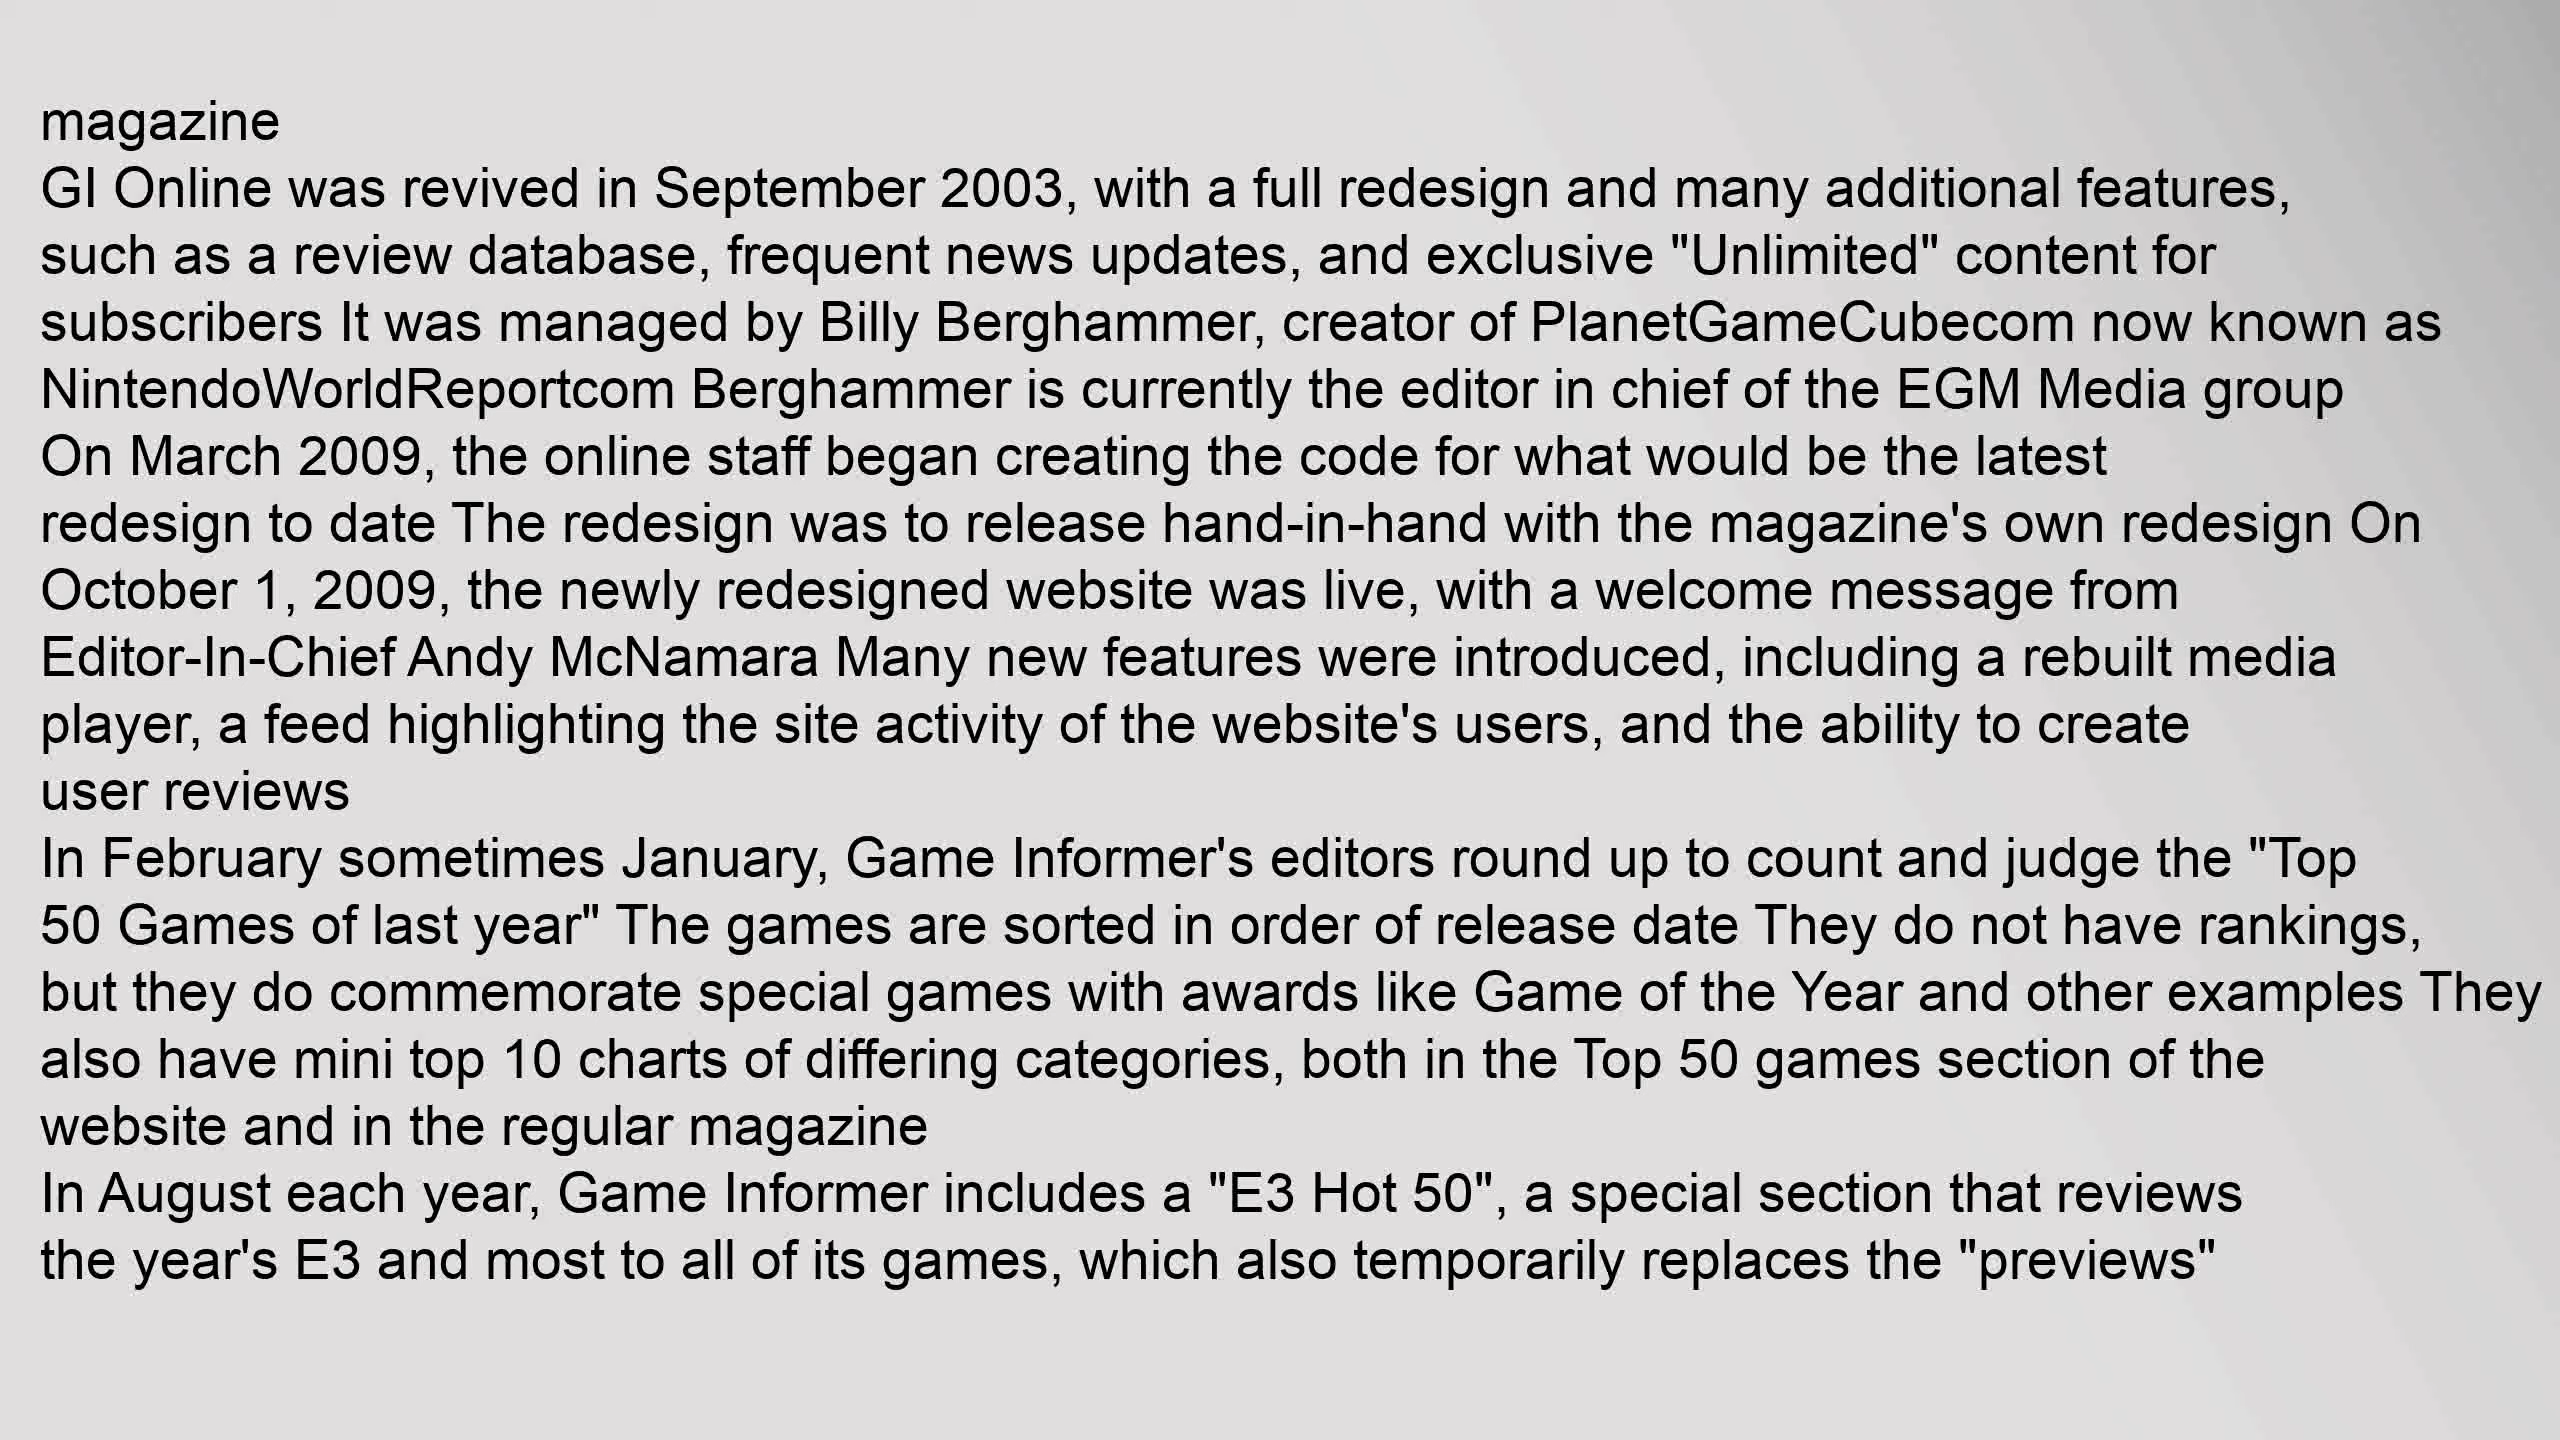 magazine
GI Online was revived in September 2003, with a full redesign and many additional features,
such as a review database, frequent news updates, and exclusive "Unlimited" content for
subscribers It was managed by Billy Berghammer, creator of PlanetGameCubecom now known as
NintendoWorldReportcom Berghammer is currently the editor in chief of the EGM Media group
On March 2009, the online staff began creating the code for what would be the latest
redesign to date The redesign was to release hand-in-hand with the magazine's own redesign On
October 1, 2009, the newly redesigned website was live, with a welcome message from
Editor-In-Chief Andy McNamara Many new features were introduced, including a rebuilt media
player, a feed highlighting the site activity of the website's users, and the ability to create
user reviews
In February sometimes January, Game Informer's editors round up to count and judge the "Top
50 Games of last year" The games are sorted in order of release date They do not have rankings,
but they do commemorate special games with awards like Game of the Year and other examples They
also have mini top 10 charts of differing categories, both in the Top 50 games section of the
website and in the regular magazine
In August each year, Game Informer includes a "E3 Hot 50", a special section that reviews
the year's E3 and most to all of its games, which also temporarily replaces the "previews"